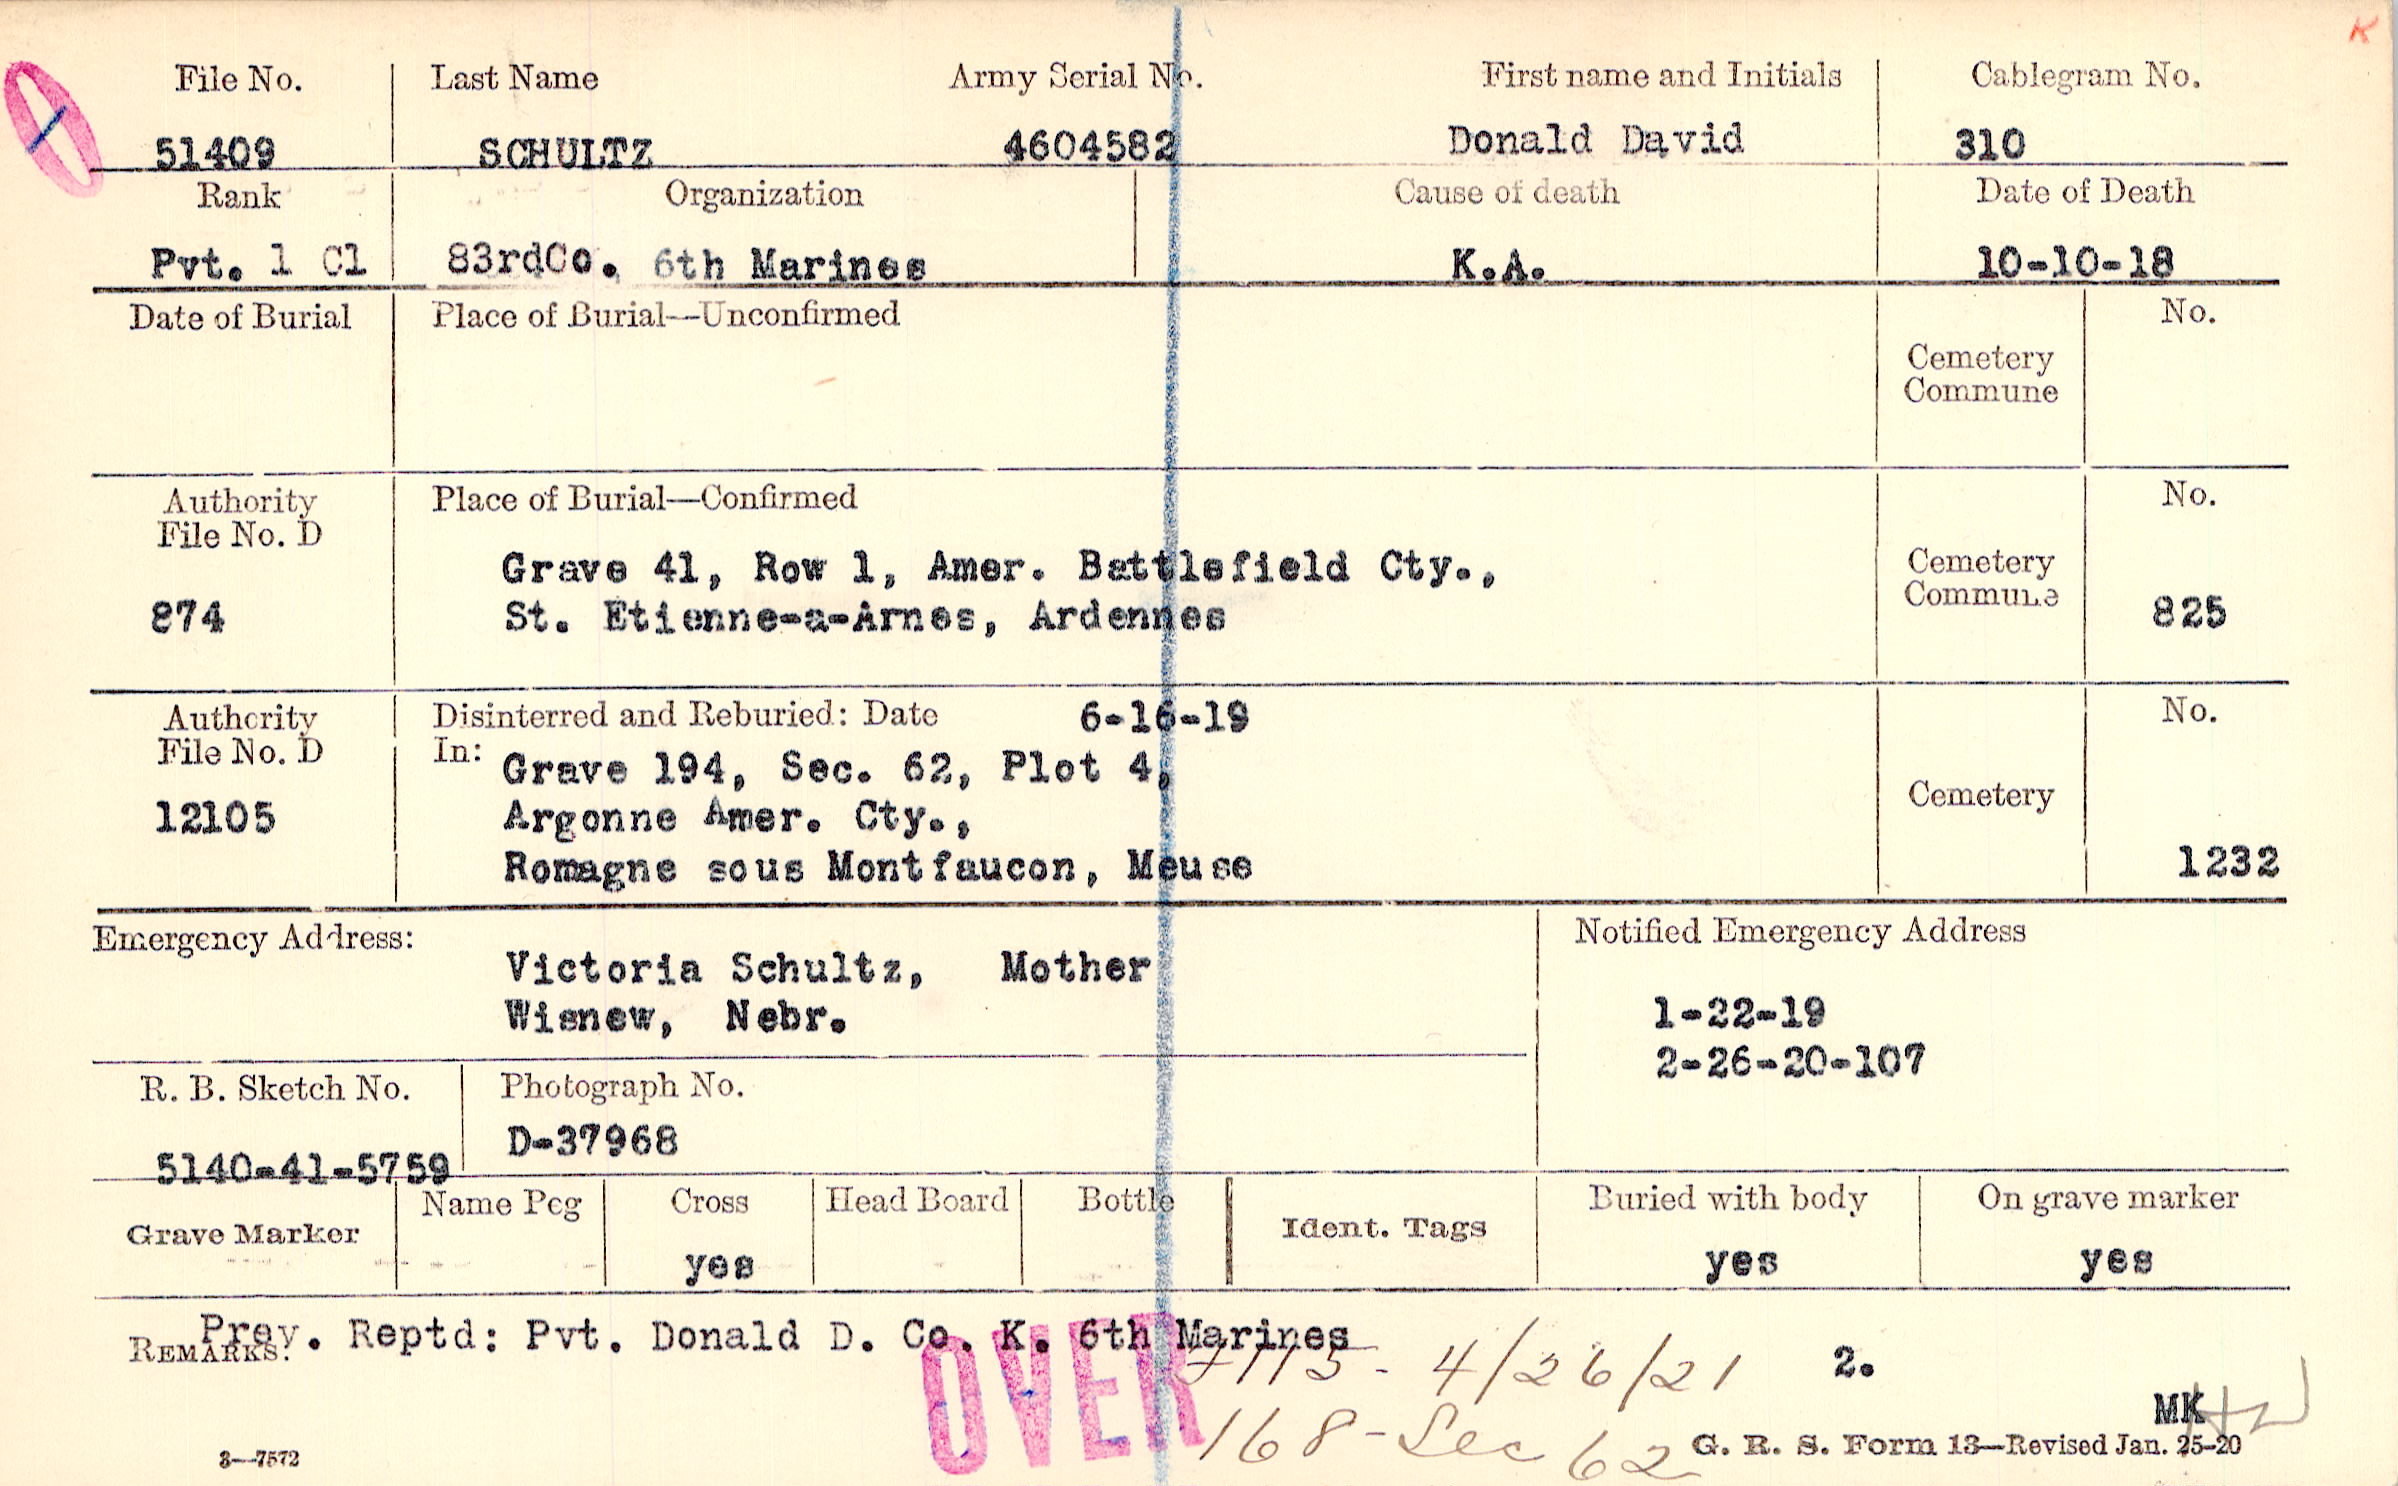 K
File No. Last Name Army Serial No. First name and Initials Cablegram No.
51409 SCHULTZ 4604582 Donald David 310
Rank Organization Cause of death Date of Death
Pvt. 1 Cl 83rdCo. 6th Marines K.A. 10-10-18
Date of Burial Place of Burial—Unconfirmed No.
Cemetery
Commune
Authority Place of Burial—Confirmed No.
File No. D
Grave 41, Row 1, Amer. Battlefield Cty., Cemetery
874 St. Etienne-a-Arnes, Ardennes Commune 825
Authority Disinterred and Reburied: Date 6-16-19 No.
File No. D In: Grave 194, Sec. 62, Plot 4,
12105 Argonne Amer. Cty., Cemetery
Romagne sous Montfaucon, Meuse 1232
Emergency Address: Notified Emergency Address
Victoria Schultz, Mother
Wisnew, Nebr. 1-22-19
2-26-20-107
R. B. Sketch No. Photograph No.
5140-41-5759 D-37968
Grave Marker Name Peg Cross Head Board Bottle Ident. Tags Buried with body On grave marker
yes yes yes
REMARKS: Prev. Reptd: Pvt. Donald D. Co. K. 6th Marines
OVER
115 - 4/26/21 2.
MK
168 - Sec 62
3—7572 G. R. S. Form 13—Revised Jan. 25-20